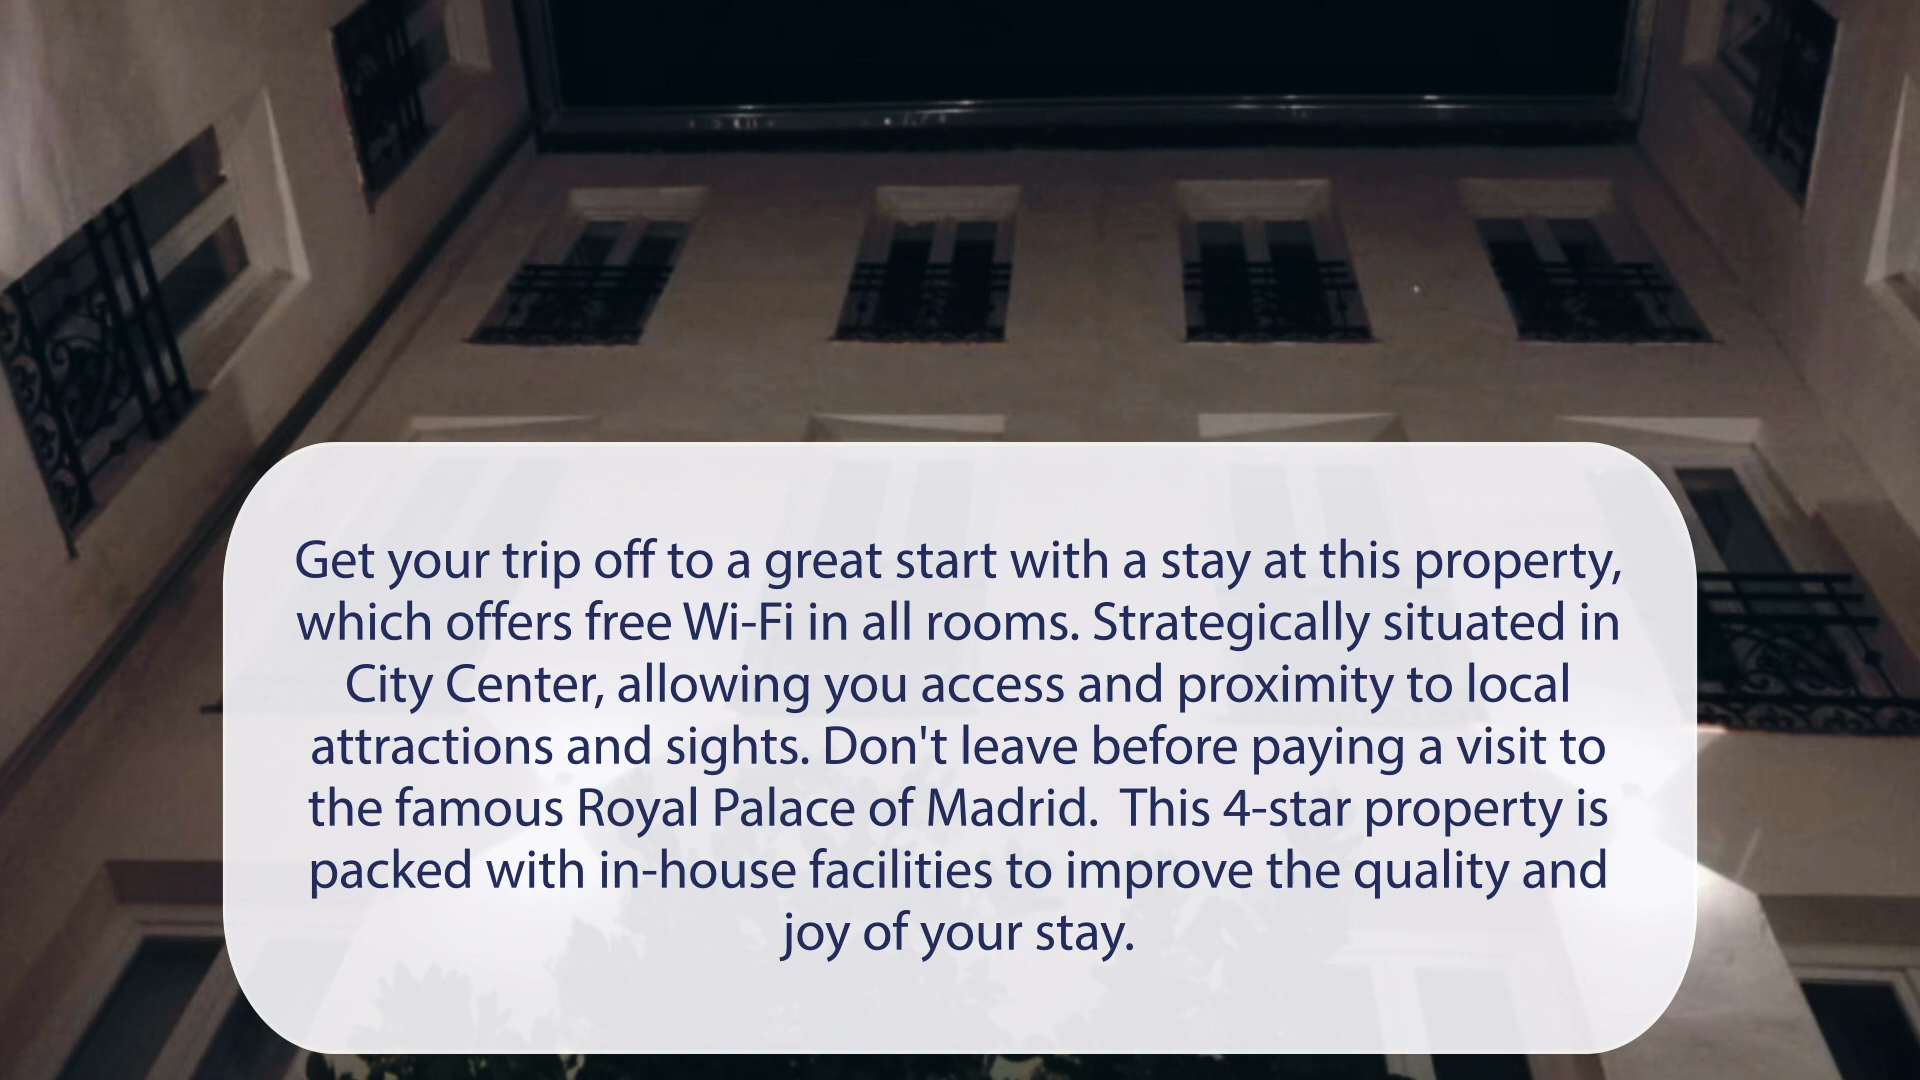 Get your trip off to a great start with a stay at this property,
which offers free Wi-Fi in all rooms. Strategically situated in
City Center, allowing you access and proximity to local
attractions and sights. Don't leave before paying a visit to
the famous Royal Palace of Madrid.  This 4-star property is
packed with in-house facilities to improve the quality and
joy of your stay.